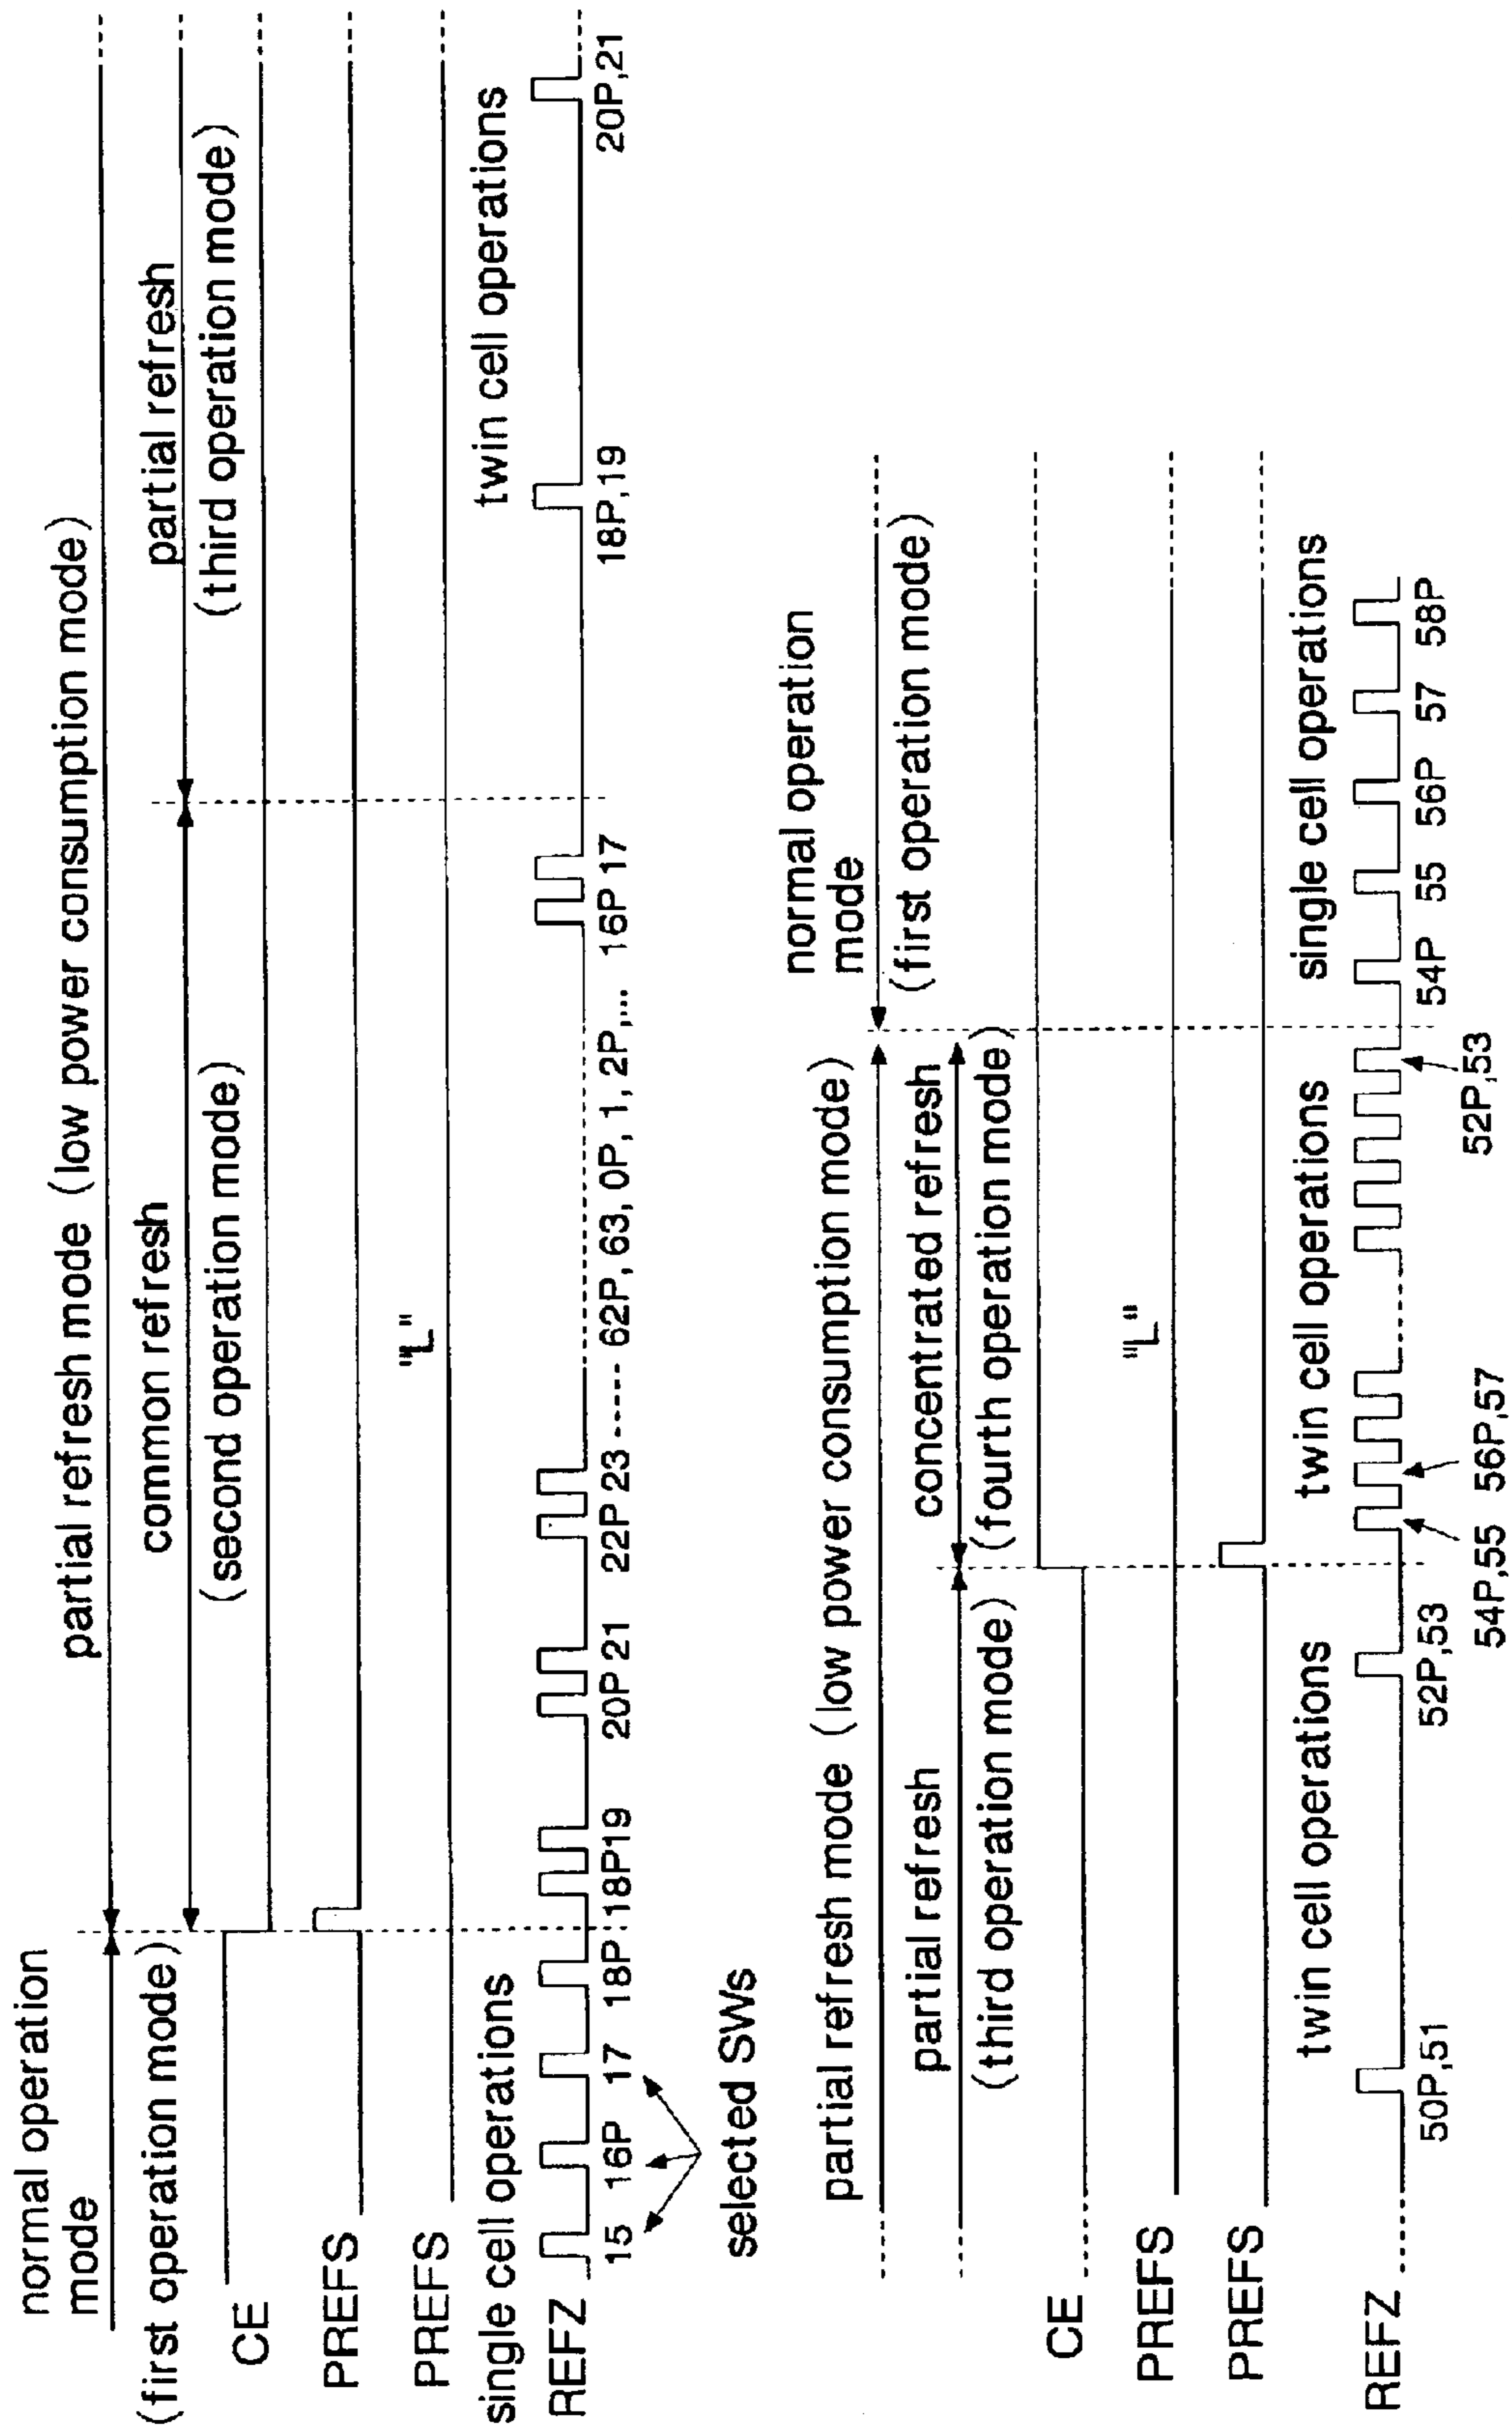 normal operation
mode
(first operation mode)
partial refresh mode (low power consumption mode)
common refresh
(second operation mode)
partial refresh
(third operation mode)
CE
PREFS
PREFS
"L"
single cell operations
twin cell operations
REFZ
15 16P 17 18P 18P19 20P 21 22P 23 ----- 62P, 63, 0P, 1, 2P,... 16P 17 18P,19 20P,21
selected SWs
partial refresh mode (low power consumption mode)
normal operation
mode
(first operation mode)
partial refresh
(third operation mode)
concentrated refresh
(fourth operation mode)
CE
PREFS
"L"
PREFS
twin cell operations
twin cell operations
single cell operations
REFZ
50P,51 52P,53 54P 55 56P 57 58P
54P,55 56P,57 52P,53